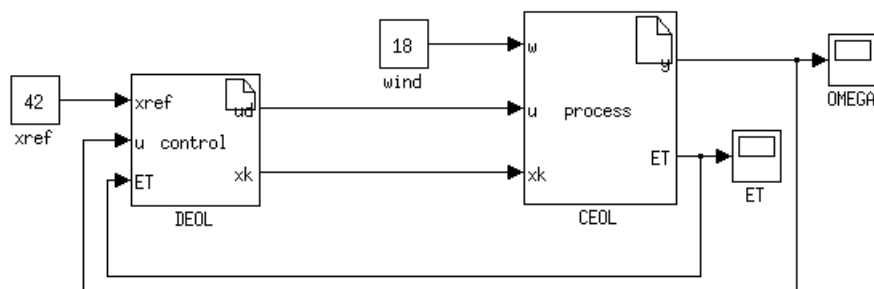 18
w
y
wind
OMEGA
42
xref
ud
xref
u
control
u
process
ET
xk
xk
ET
ET
DEOL
CEOL